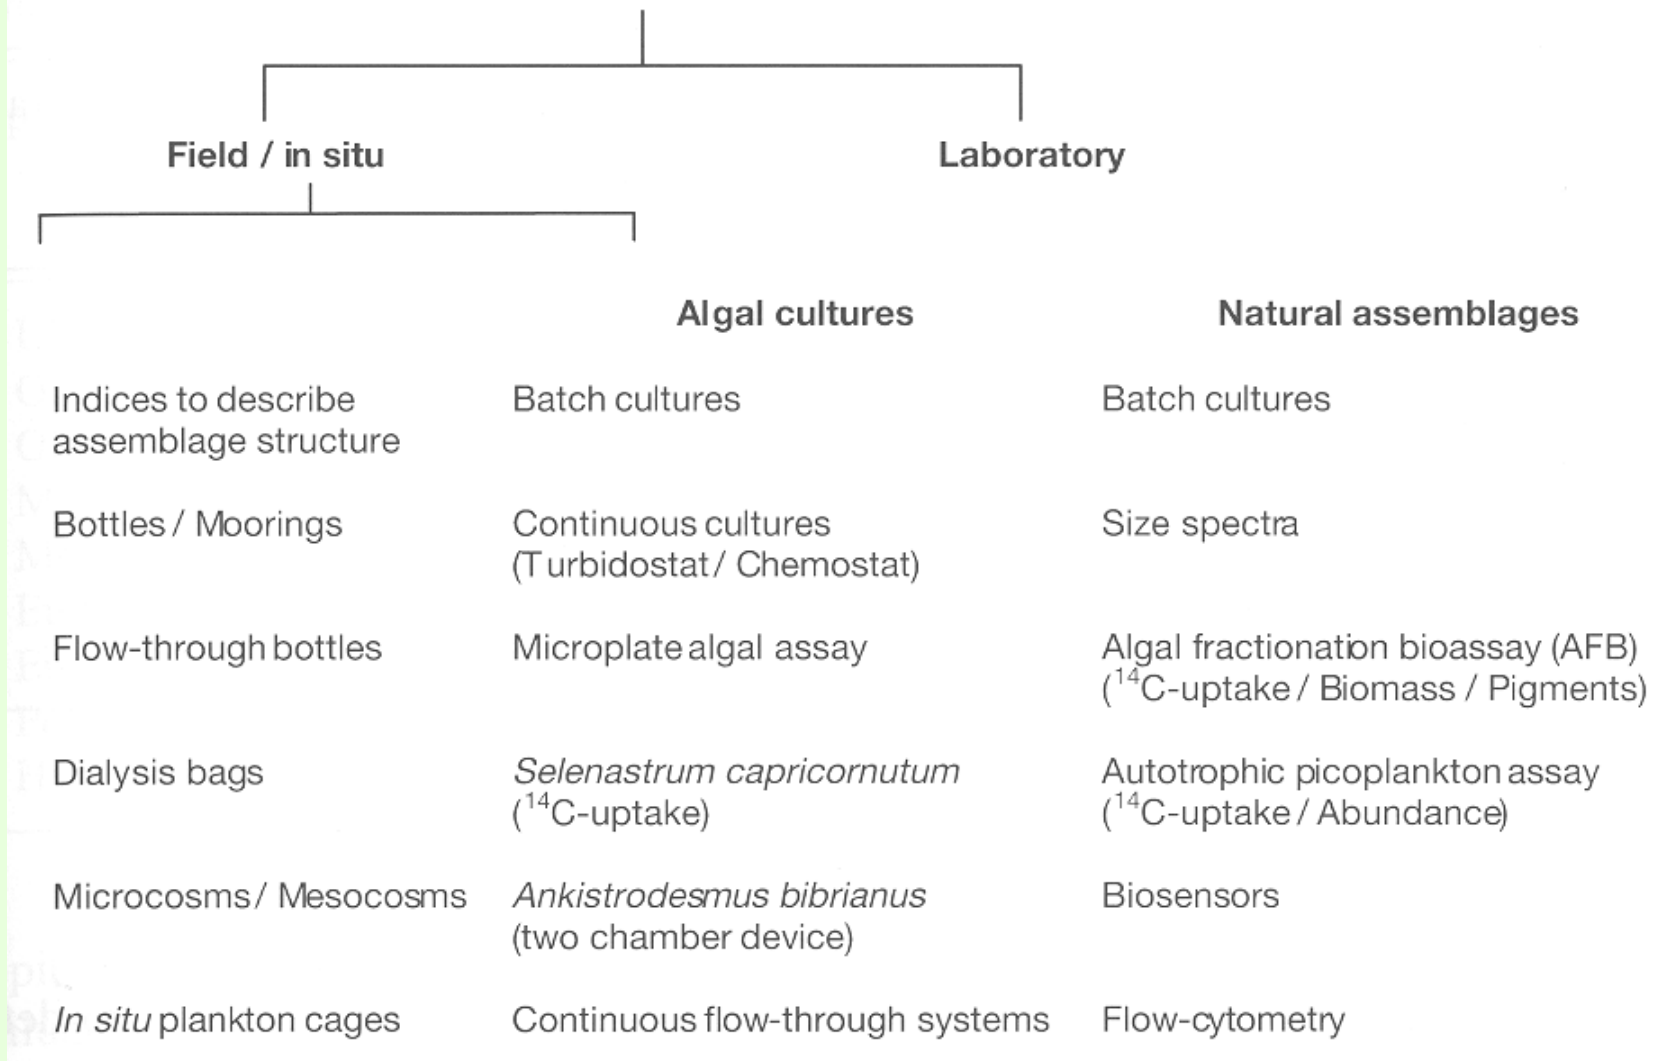 Field / in situ
Laboratory
Algal cultures
Natural assemblages
Indices to describe
assemblage structure
Batch cultures
Batch cultures
Bottles / Moorings
Continuous cultures
(Turbidostat / Chemostat)
Size spectra
Flow-through bottles
Microplate algal assay
Algal fractionation bioassay (AFB)
(¹⁴C-uptake / Biomass / Pigments)
Dialysis bags
Selenastrum capricornutum
(¹⁴C-uptake)
Autotrophic picoplankton assay
(¹⁴C-uptake / Abundance)
Microcosms / Mesocosms
Ankistrodesmus bibrianus
(two chamber device)
Biosensors
In situ plankton cages
Continuous flow-through systems
Flow-cytometry